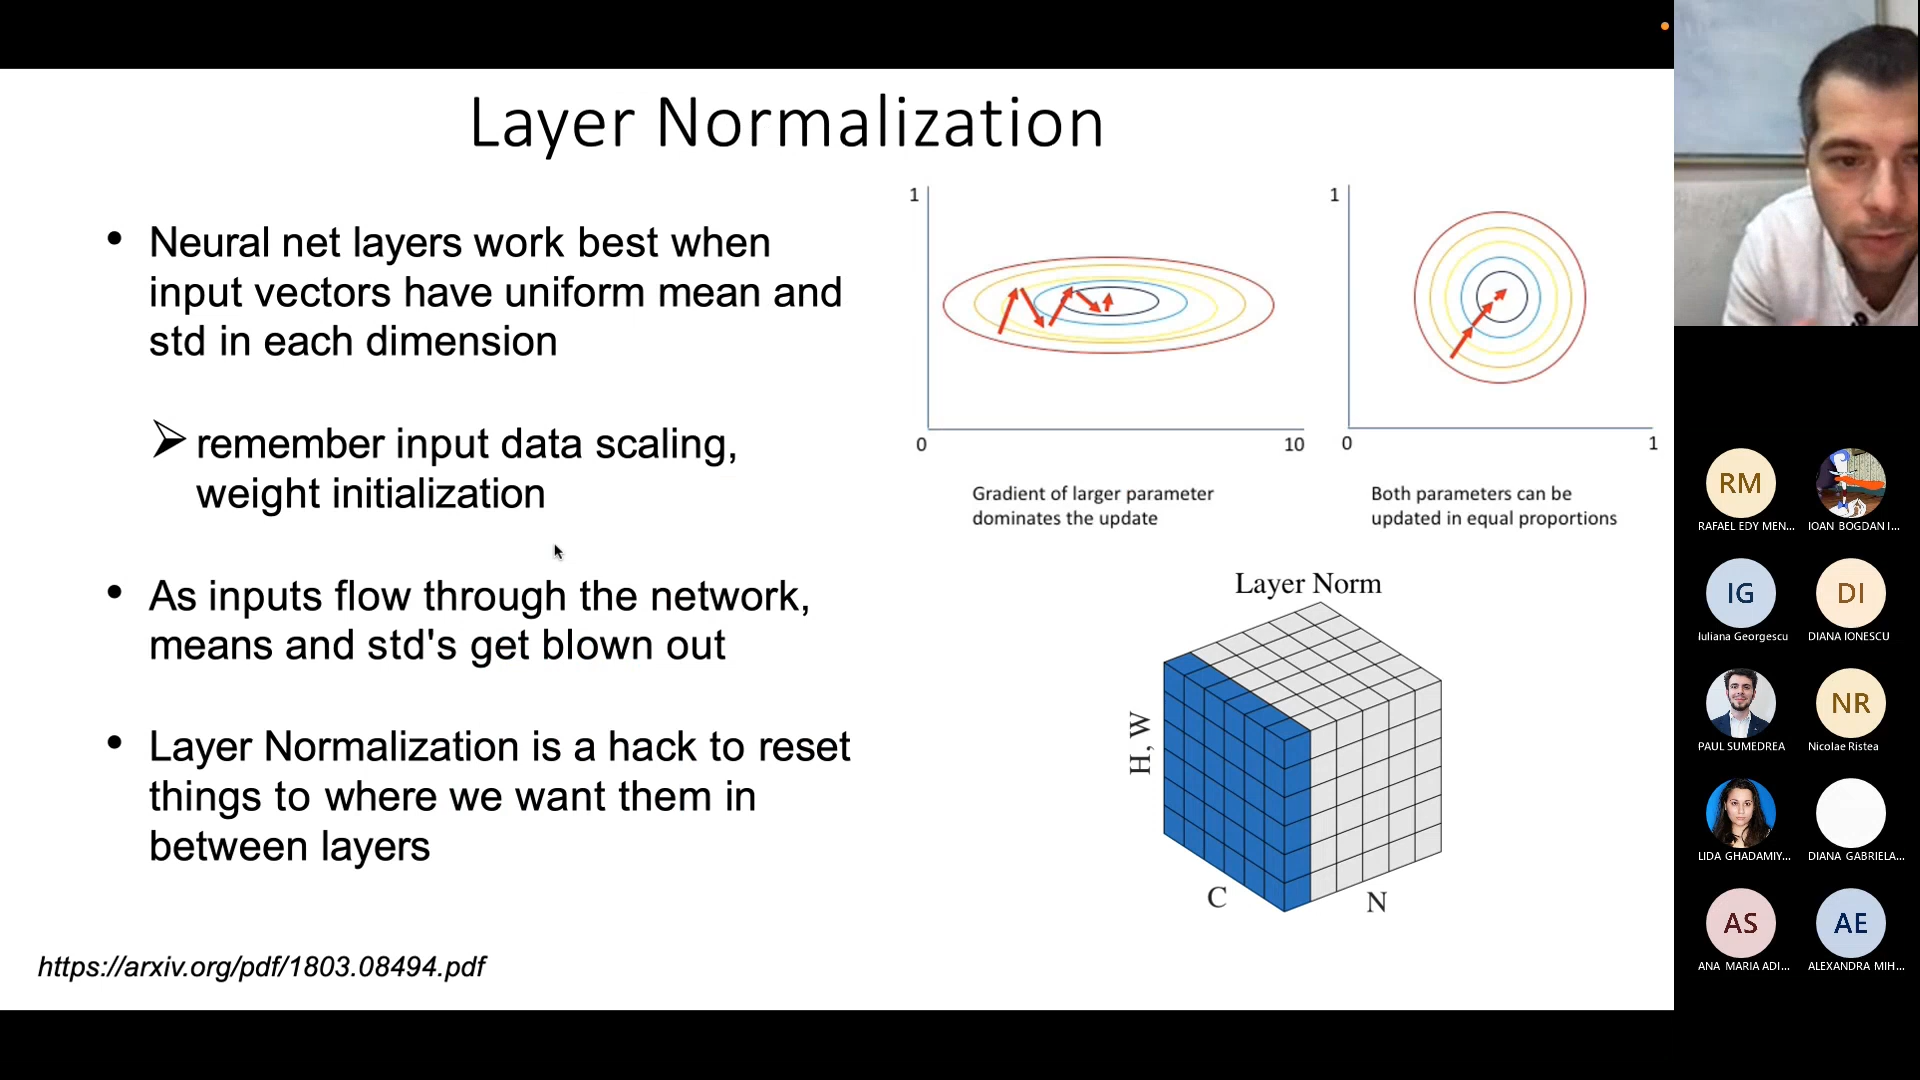 Layer Normalization
• Neural net layers work best when
input vectors have uniform mean and
std in each dimension
➢ remember input data scaling,
weight initialization
• As inputs flow through the network,
means and std's get blown out
• Layer Normalization is a hack to reset
things to where we want them in
between layers
https://arxiv.org/pdf/1803.08494.pdf
1
0
10
Gradient of larger parameter
dominates the update
1
0
1
Both parameters can be
updated in equal proportions
Layer Norm
H, W
C
N
RM
RAFAEL EDY MEN...
IOAN BOGDAN I...
IG
Iuliana Georgescu
DI
DIANA IONESCU
PAUL SUMEDREA
NR
Nicolae Ristea
LIDA GHADAMIY...
DIANA GABRIELA...
AS
ANA MARIA ADI...
AE
ALEXANDRA MIH...